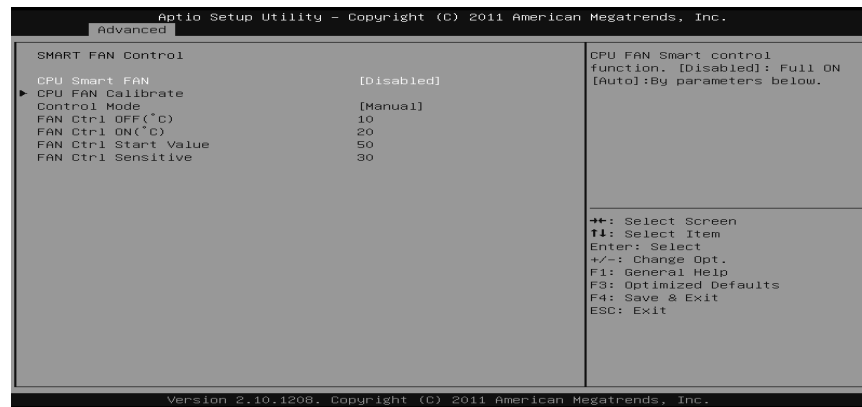 Aptio Setup Utility – Copyright (C) 2011 American Megatrends, Inc.
Advanced
SMART FAN Control
CPU Smart FAN [Disabled]
► CPU FAN Calibrate
Control Mode [Manual]
FAN Ctrl OFF(°C) 10
FAN Ctrl ON(°C) 20
FAN Ctrl Start Value 50
FAN Ctrl Sensitive 30
CPU FAN Smart control
function. [Disabled]: Full ON
[Auto]:By parameters below.
→←: Select Screen
↑↓: Select Item
Enter: Select
+/-: Change Opt.
F1: General Help
F3: Optimized Defaults
F4: Save & Exit
ESC: Exit
Version 2.10.1208. Copyright (C) 2011 American Megatrends, Inc.